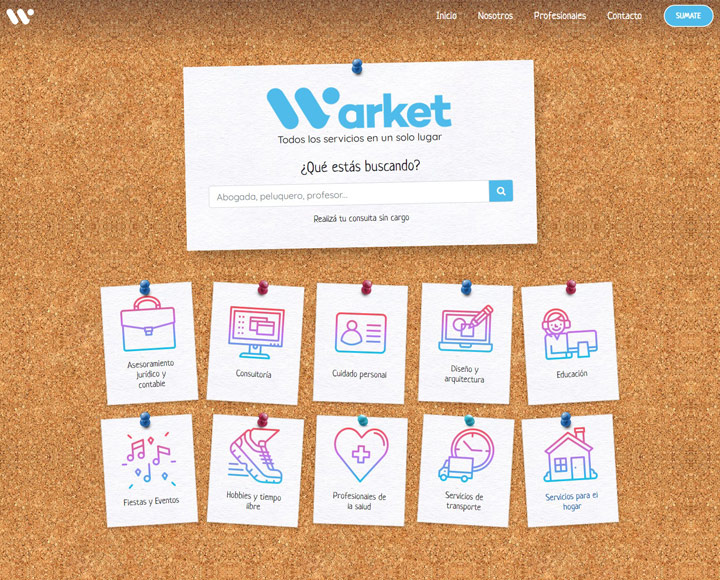 Inicio Nosotros Profesionales Contacto SUMATE
Warket
Todos los servicios en un solo lugar
¿Qué estás buscando?
Abogada, peluquero, profesor...
Realizá tu consulta sin cargo
Asesoramiento
jurídico y
contable
Consultoría
Cuidado personal
Diseño y
arquitectura
Educación
Fiestas y Eventos
Hobbies y tiempo
libre
Profesionales de
la salud
Servicios de
transporte
Servicios para el
hogar